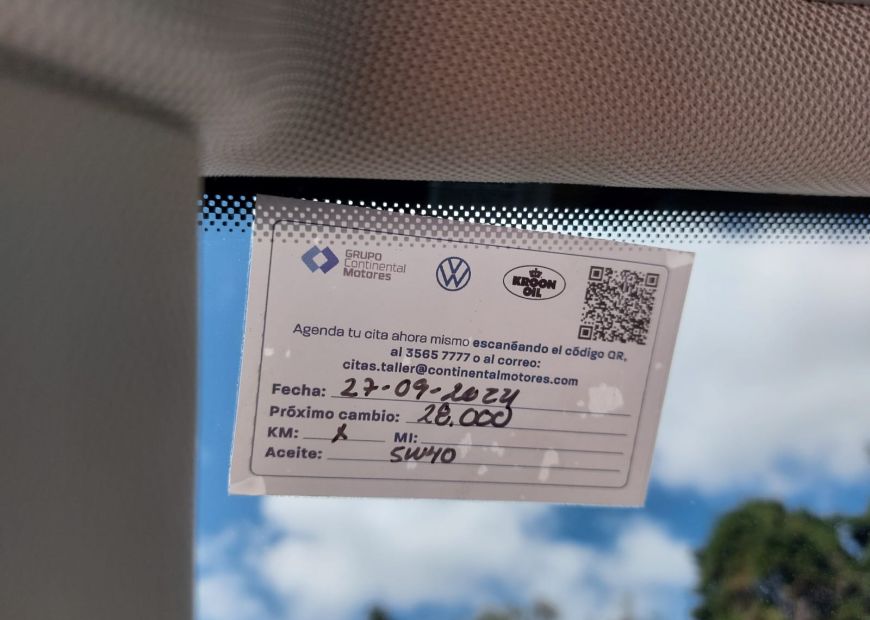 GRUPO
Continental
Motores
KROON
OIL
Agenda tu cita ahora mismo escanéando el código QR,
al 3565 7777 o al correo:
citas.taller@continentalmotores.com
Fecha: 27-09-2024
Próximo cambio: 28.000
KM: x MI:
Aceite: 5W40